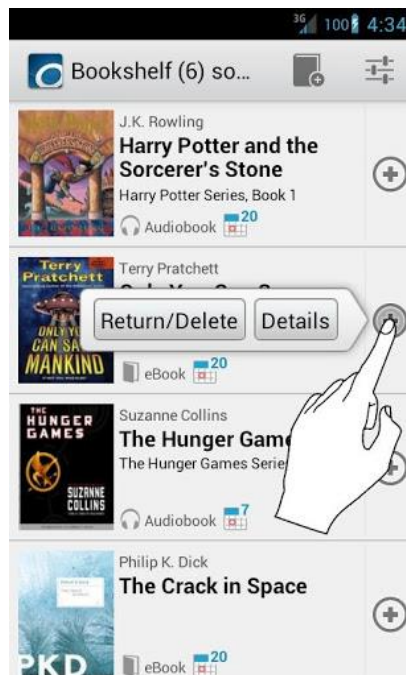 3G 100 4:34
Bookshelf (6) so...
J.K. Rowling
Harry Potter and the
Sorcerer's Stone
Harry Potter Series, Book 1
Audiobook 20
Terry Pratchett
Terry
Pratchett
ONLY YOU
CAN SA
MANKIND
Return/Delete Details
eBook 20
THE
HUNGER
GAMES
SUZANNE
COLLINS
Suzanne Collins
The Hunger Game
The Hunger Games Serie
Audiobook 7
Philip K. Dick
The Crack in Space
PKD
eBook 20